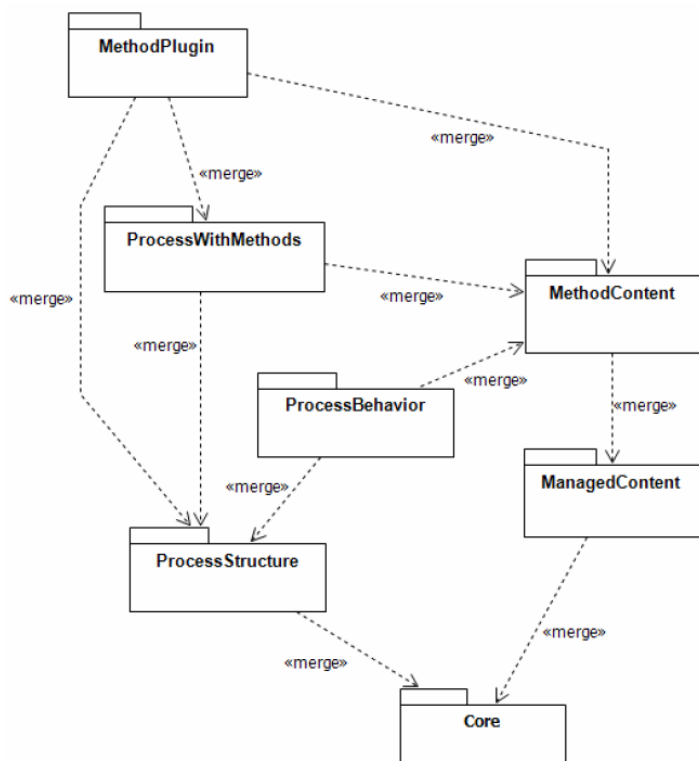 MethodPlugin
«merge»
«merge»
ProcessWithMethods
«merge»
MethodContent
«merge»
«merge»
«merge»
ProcessBehavior
«merge»
ManagedContent
«merge»
ProcessStructure
«merge»
«merge»
Core